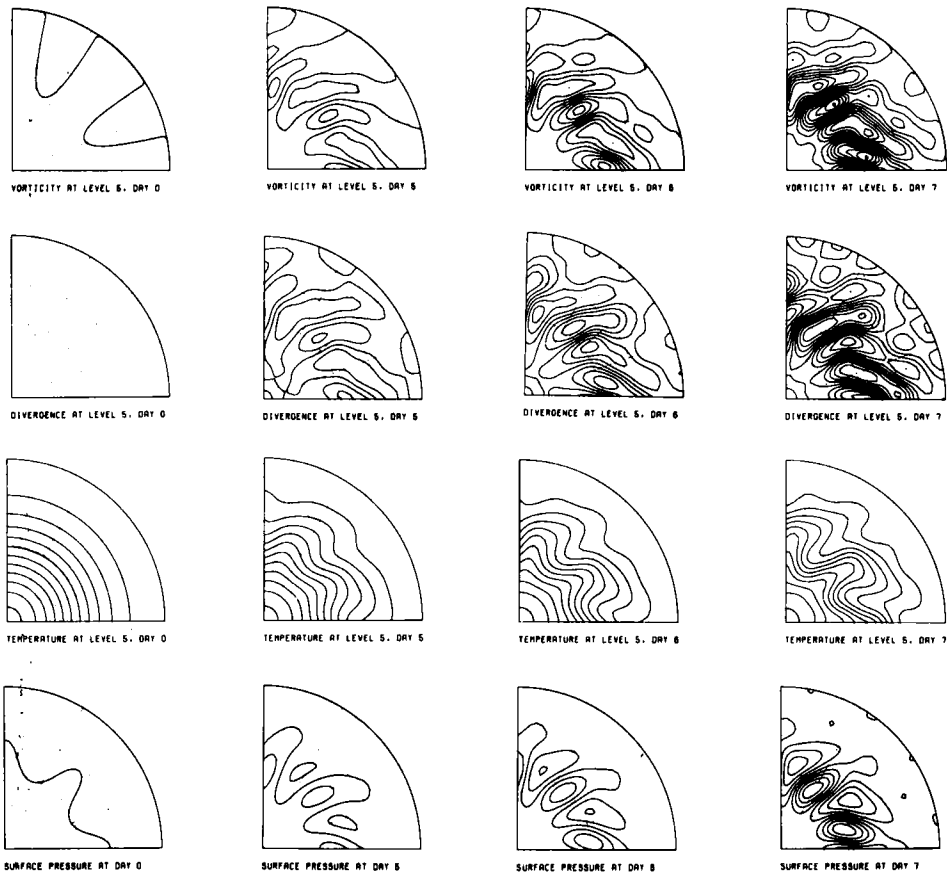 VORTICITY AT LEVEL 5. DAY 0
VORTICITY AT LEVEL 5. DAY 5
VORTICITY AT LEVEL 5. DAY 6
VORTICITY AT LEVEL 5. DAY 7
DIVERGENCE AT LEVEL 5. DAY 0
DIVERGENCE AT LEVEL 5. DAY 5
DIVERGENCE AT LEVEL 5. DAY 6
DIVERGENCE AT LEVEL 5. DAY 7
TEMPERATURE AT LEVEL 5. DAY 0
TEMPERATURE AT LEVEL 5. DAY 5
TEMPERATURE AT LEVEL 5. DAY 6
TEMPERATURE AT LEVEL 5. DAY 7
SURFACE PRESSURE AT DAY 0
SURFACE PRESSURE AT DAY 5
SURFACE PRESSURE AT DAY 6
SURFACE PRESSURE AT DAY 7